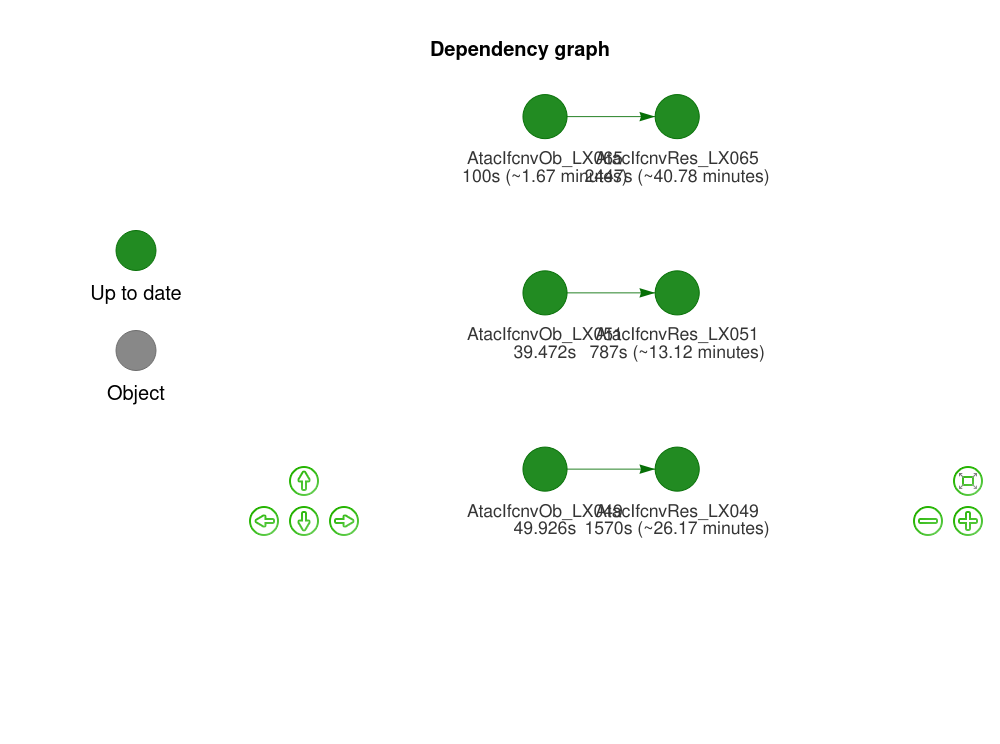 Dependency graph
AtacIfcnvOb_LX065
100s (~1.67 minutes)
AtacIfcnvRes_LX065
2447s (~40.78 minutes)
Up to date
Object
AtacIfcnvOb_LX051
39.472s
AtacIfcnvRes_LX051
787s (~13.12 minutes)
AtacIfcnvOb_LX049
49.926s
AtacIfcnvRes_LX049
1570s (~26.17 minutes)